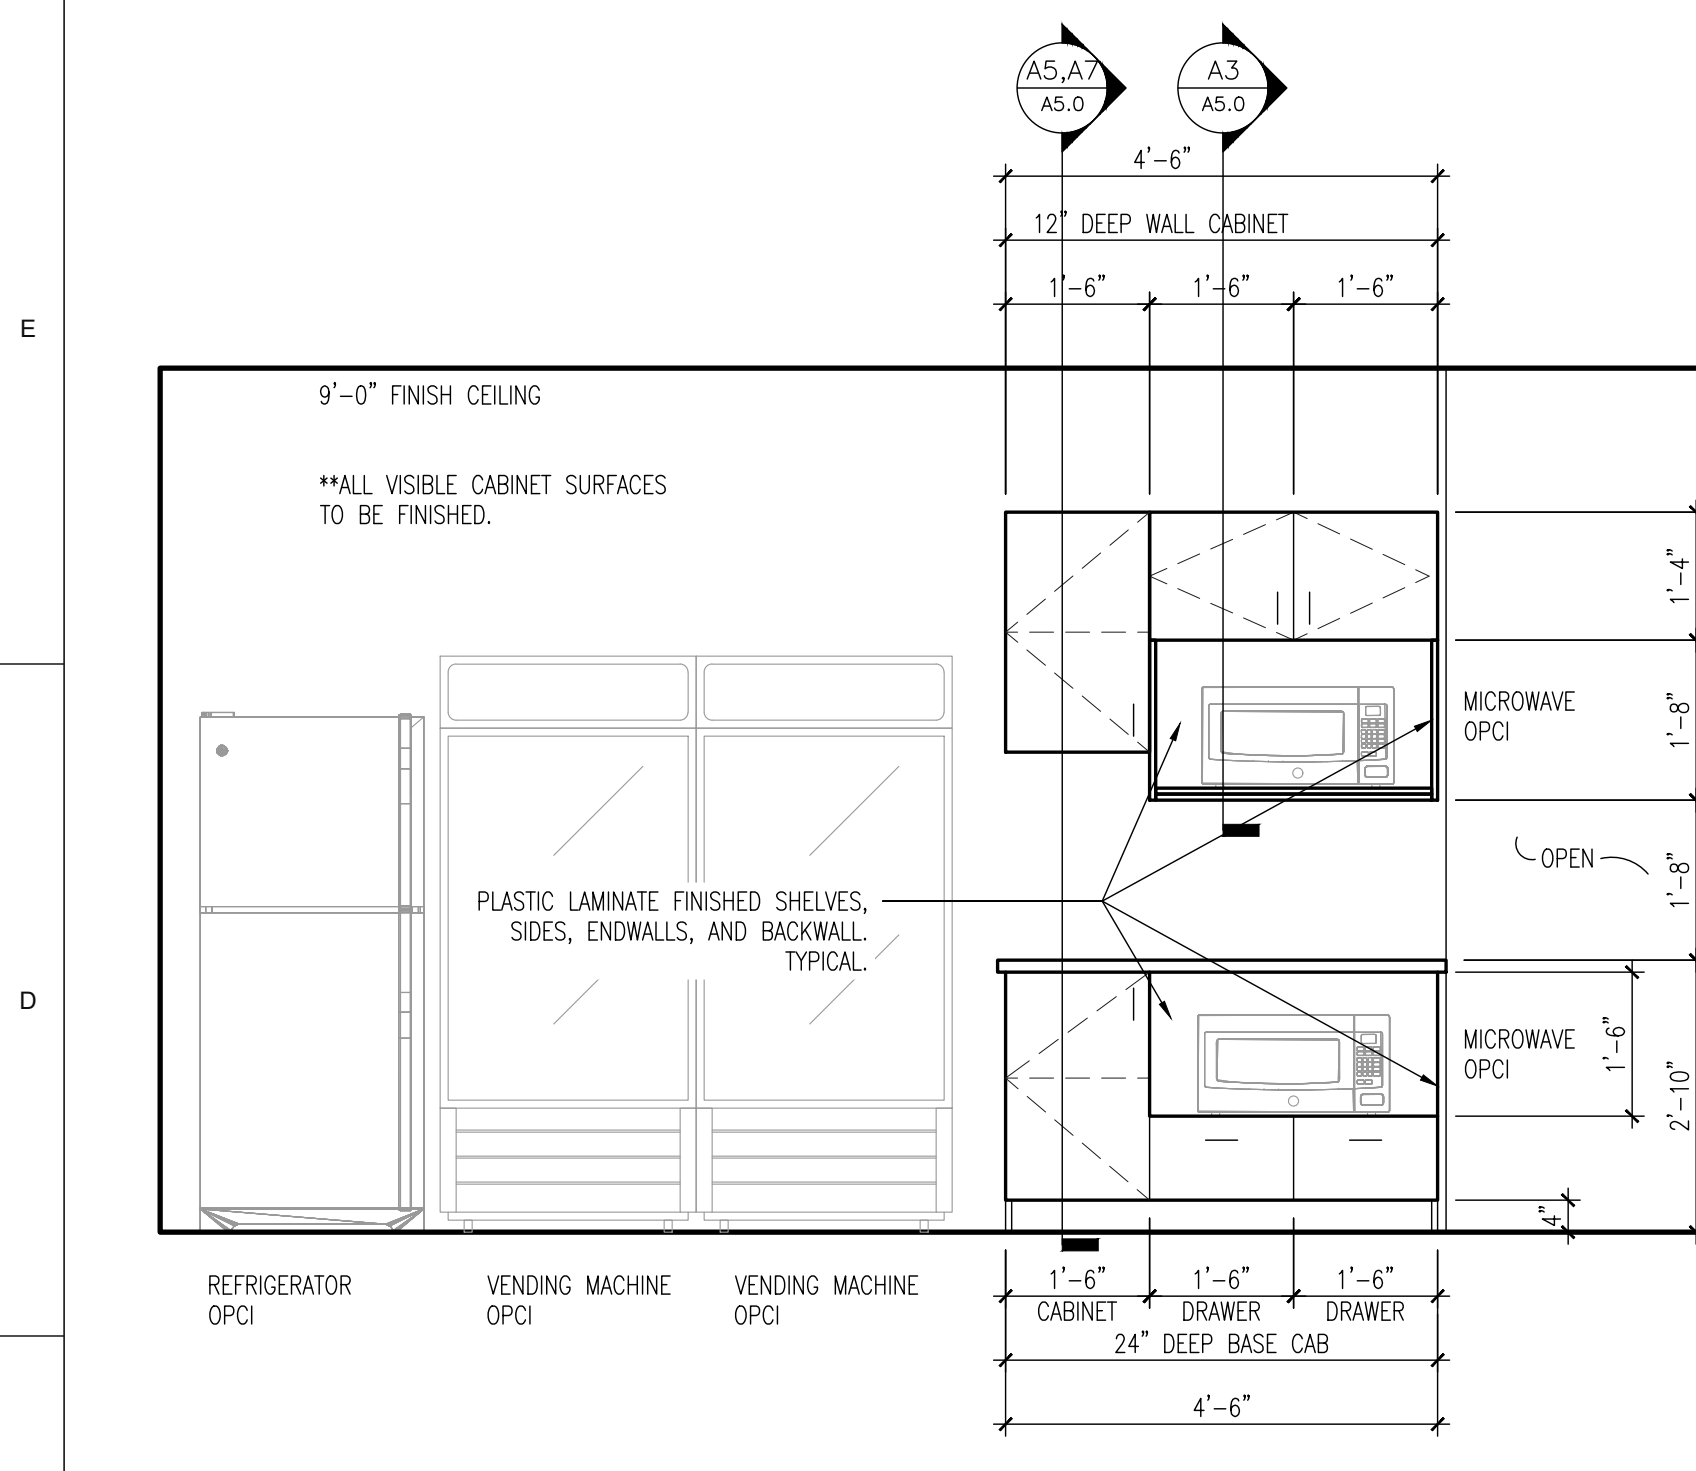 A5,A7
A5.0
A3
A5.0
4'-6"
12" DEEP WALL CABINET
1'-6"
1'-6"
1'-6"
E
9'-0" FINISH CEILING
**ALL VISIBLE CABINET SURFACES
TO BE FINISHED.
1'-4"
MICROWAVE
OPCI
1'-8"
OPEN
1'-8"
PLASTIC LAMINATE FINISHED SHELVES,
SIDES, ENDWALLS, AND BACKWALL.
TYPICAL.
D
MICROWAVE
OPCI
1'-6"
2'-10"
4"
REFRIGERATOR
OPCI
VENDING MACHINE
OPCI
VENDING MACHINE
OPCI
1'-6"
CABINET
1'-6"
DRAWER
1'-6"
DRAWER
24" DEEP BASE CAB
4'-6"